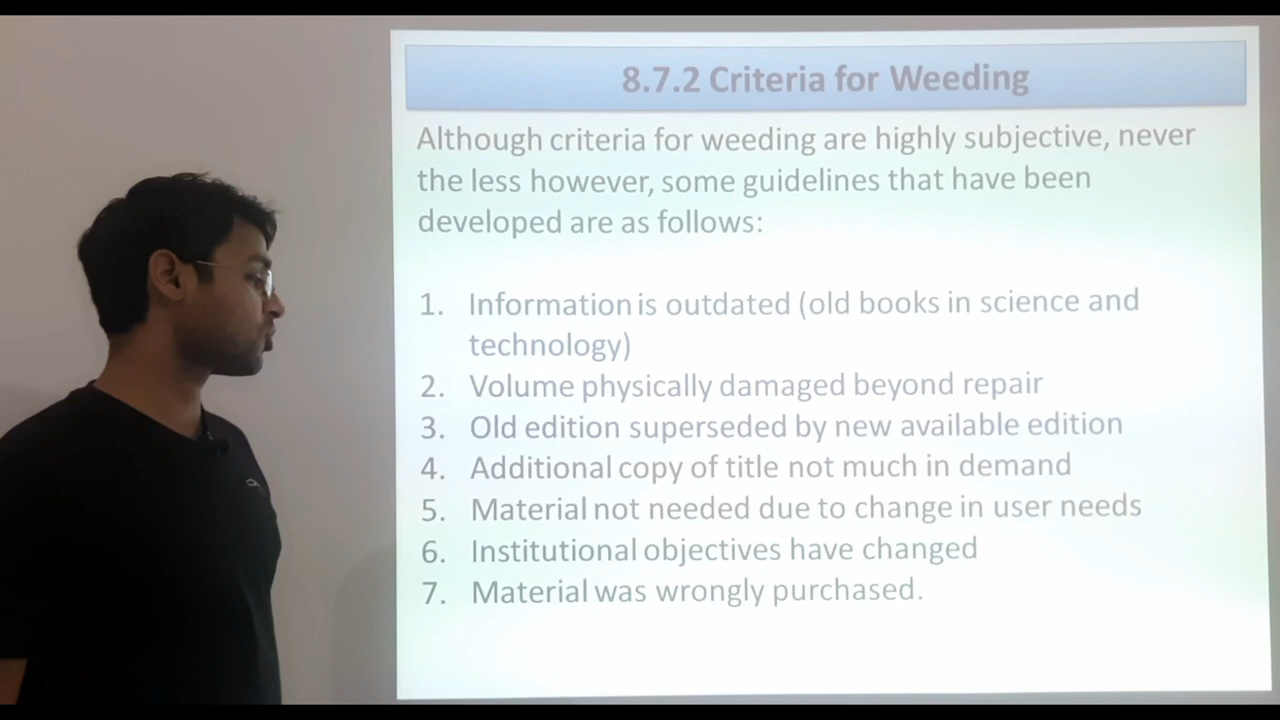 8.7.2 Criteria for Weeding
Although criteria for weeding are highly subjective, never
the less however, some guidelines that have been
developed are as follows:
1. Information is outdated (old books in science and
technology)
2. Volume physically damaged beyond repair
3. Old edition superseded by new available edition
4. Additional copy of title not much in demand
5. Material not needed due to change in user needs
6. Institutional objectives have changed
7. Material was wrongly purchased.